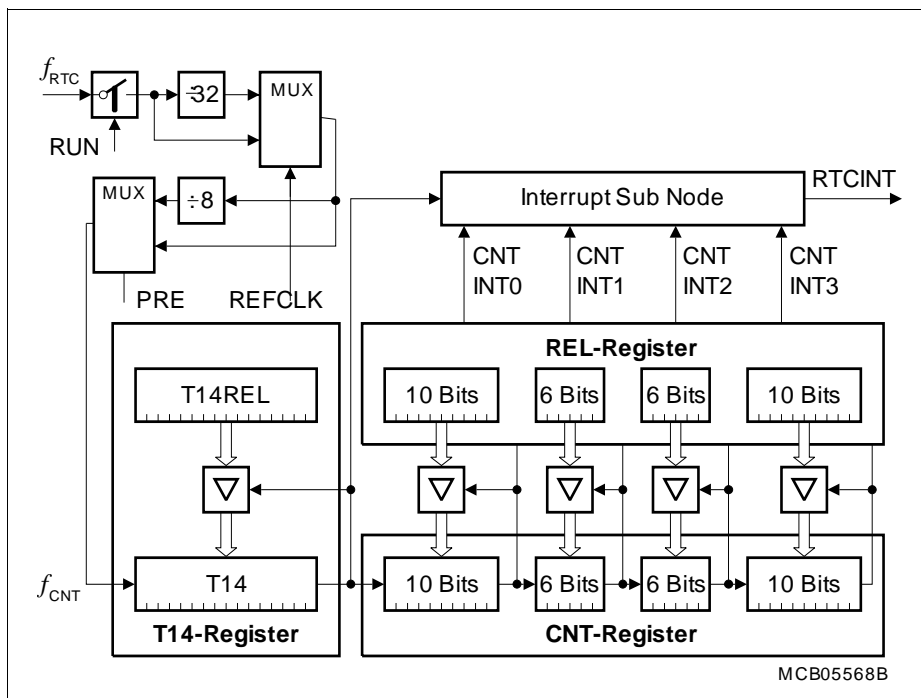 fRTC
÷32
MUX
RUN
MUX
÷8
Interrupt Sub Node
RTCINT
CNT INT0
CNT INT1
CNT INT2
CNT INT3
PRE
REFCLK
REL-Register
T14REL
10 Bits
6 Bits
6 Bits
10 Bits
fCNT
T14
10 Bits
6 Bits
6 Bits
10 Bits
T14-Register
CNT-Register
MCB05568B